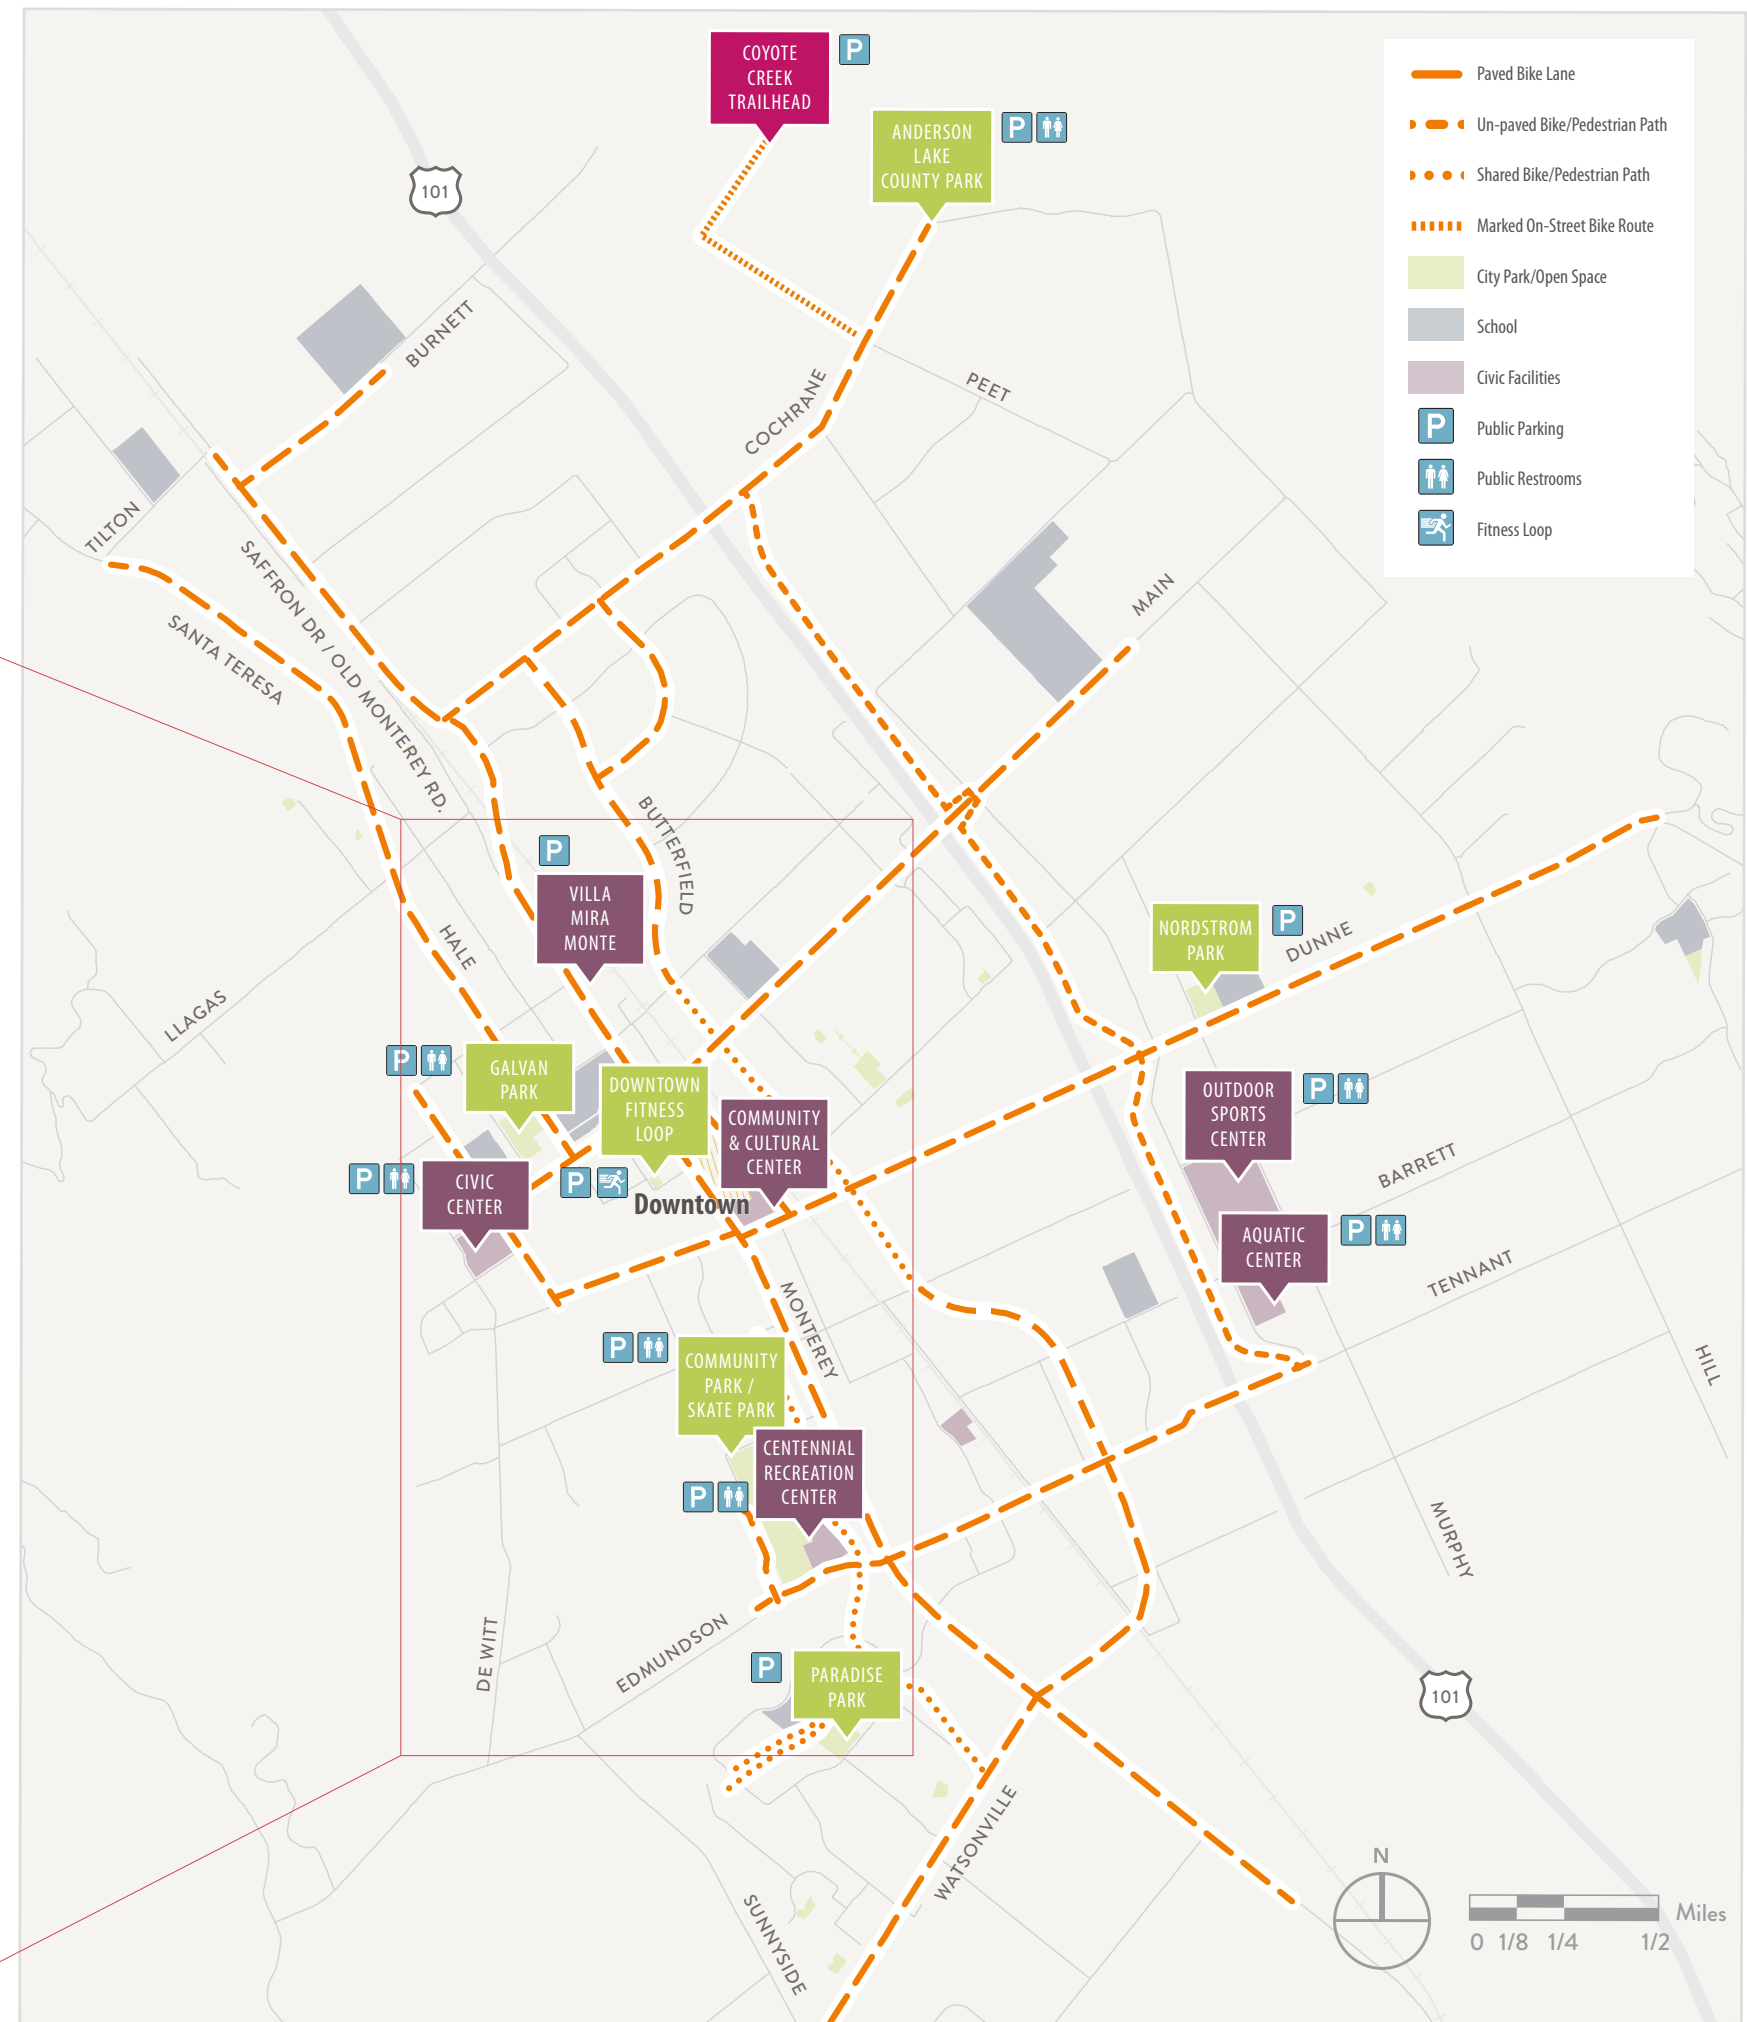 COYOTE
CREEK
TRAILHEAD
P
ANDERSON
LAKE
COUNTY PARK
P
Paved Bike Lane
Un-paved Bike/Pedestrian Path
Shared Bike/Pedestrian Path
Marked On-Street Bike Route
City Park/Open Space
School
Civic Facilities
P
Public Parking
Public Restrooms
Fitness Loop
101
BURNETT
COCHRANE
PEET
TILTON
SAFFRON DR / OLD MONTEREY RD.
SANTA TERESA
MAIN
BUTTERFIELD
P
VILLA
MIRA
MONTE
HALE
LLAGAS
NORDSTROM
PARK
P
DUNNE
P
GALVAN
PARK
DOWNTOWN
FITNESS
LOOP
COMMUNITY
& CULTURAL
CENTER
OUTDOOR
SPORTS
CENTER
P
P
CIVIC
CENTER
P
Downtown
BARRETT
AQUATIC
CENTER
P
TENNANT
MONTEREY
P
COMMUNITY
PARK /
SKATE PARK
HILL
CENTENNIAL
RECREATION
CENTER
P
MURPHY
DE WITT
EDMUNDSON
P
PARADISE
PARK
101
WATSONVILLE
SUNNYSIDE
N
Miles
0 1/8 1/4 1/2